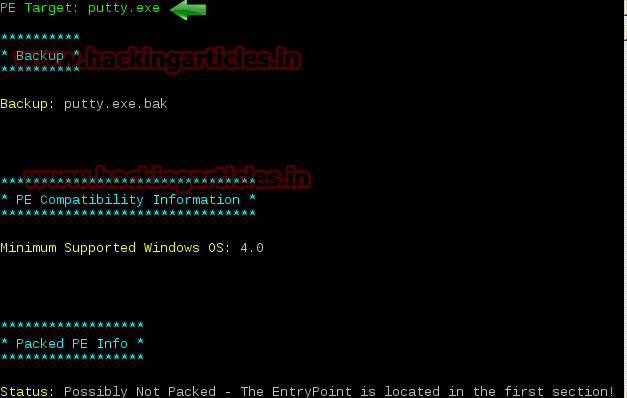 PE Target: putty.exe
**********
* Backup *
www.hackingarticles.in
**********
Backup: putty.exe.bak
www.hackingarticles.in
********************************
* PE Compatibility Information *
********************************
Minimum Supported Windows OS: 4.0
******************
* Packed PE Info *
******************
Status: Possibly Not Packed - The EntryPoint is located in the first section!